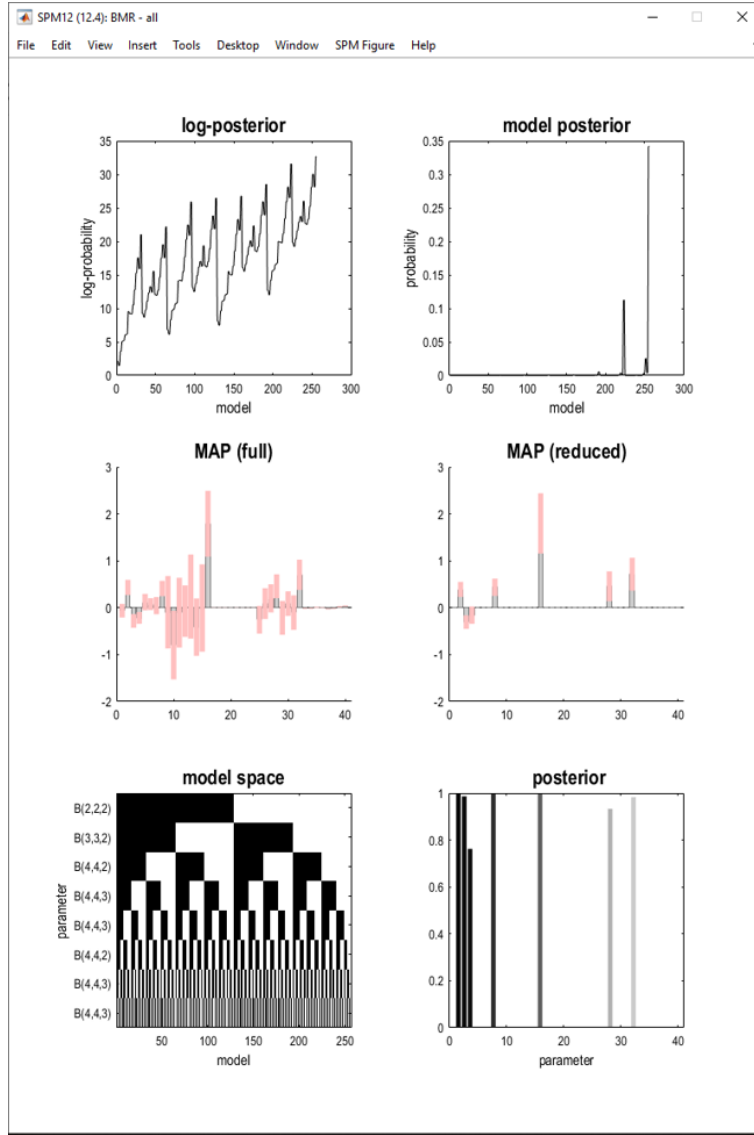 SPM12 (12.4): BMR - all
File Edit View Insert Tools Desktop Window SPM Figure Help
log-posterior
35
30
25
20
15
10
5
0
log-probability
0 50 100 150 200 250 300
model
model posterior
0.35
0.3
0.25
0.2
0.15
0.1
0.05
0
probability
0 50 100 150 200 250 300
model
MAP (full)
3
2
1
0
-1
-2
0 10 20 30 40
MAP (reduced)
3
2
1
0
-1
-2
0 10 20 30 40
model space
B(2,2,2)
B(3,3,2)
B(4,4,2)
B(4,4,3)
B(4,4,3)
B(4,4,2)
B(4,4,3)
B(4,4,3)
parameter
50 100 150 200 250
model
posterior
1
0.8
0.6
0.4
0.2
0
0 10 20 30 40
parameter